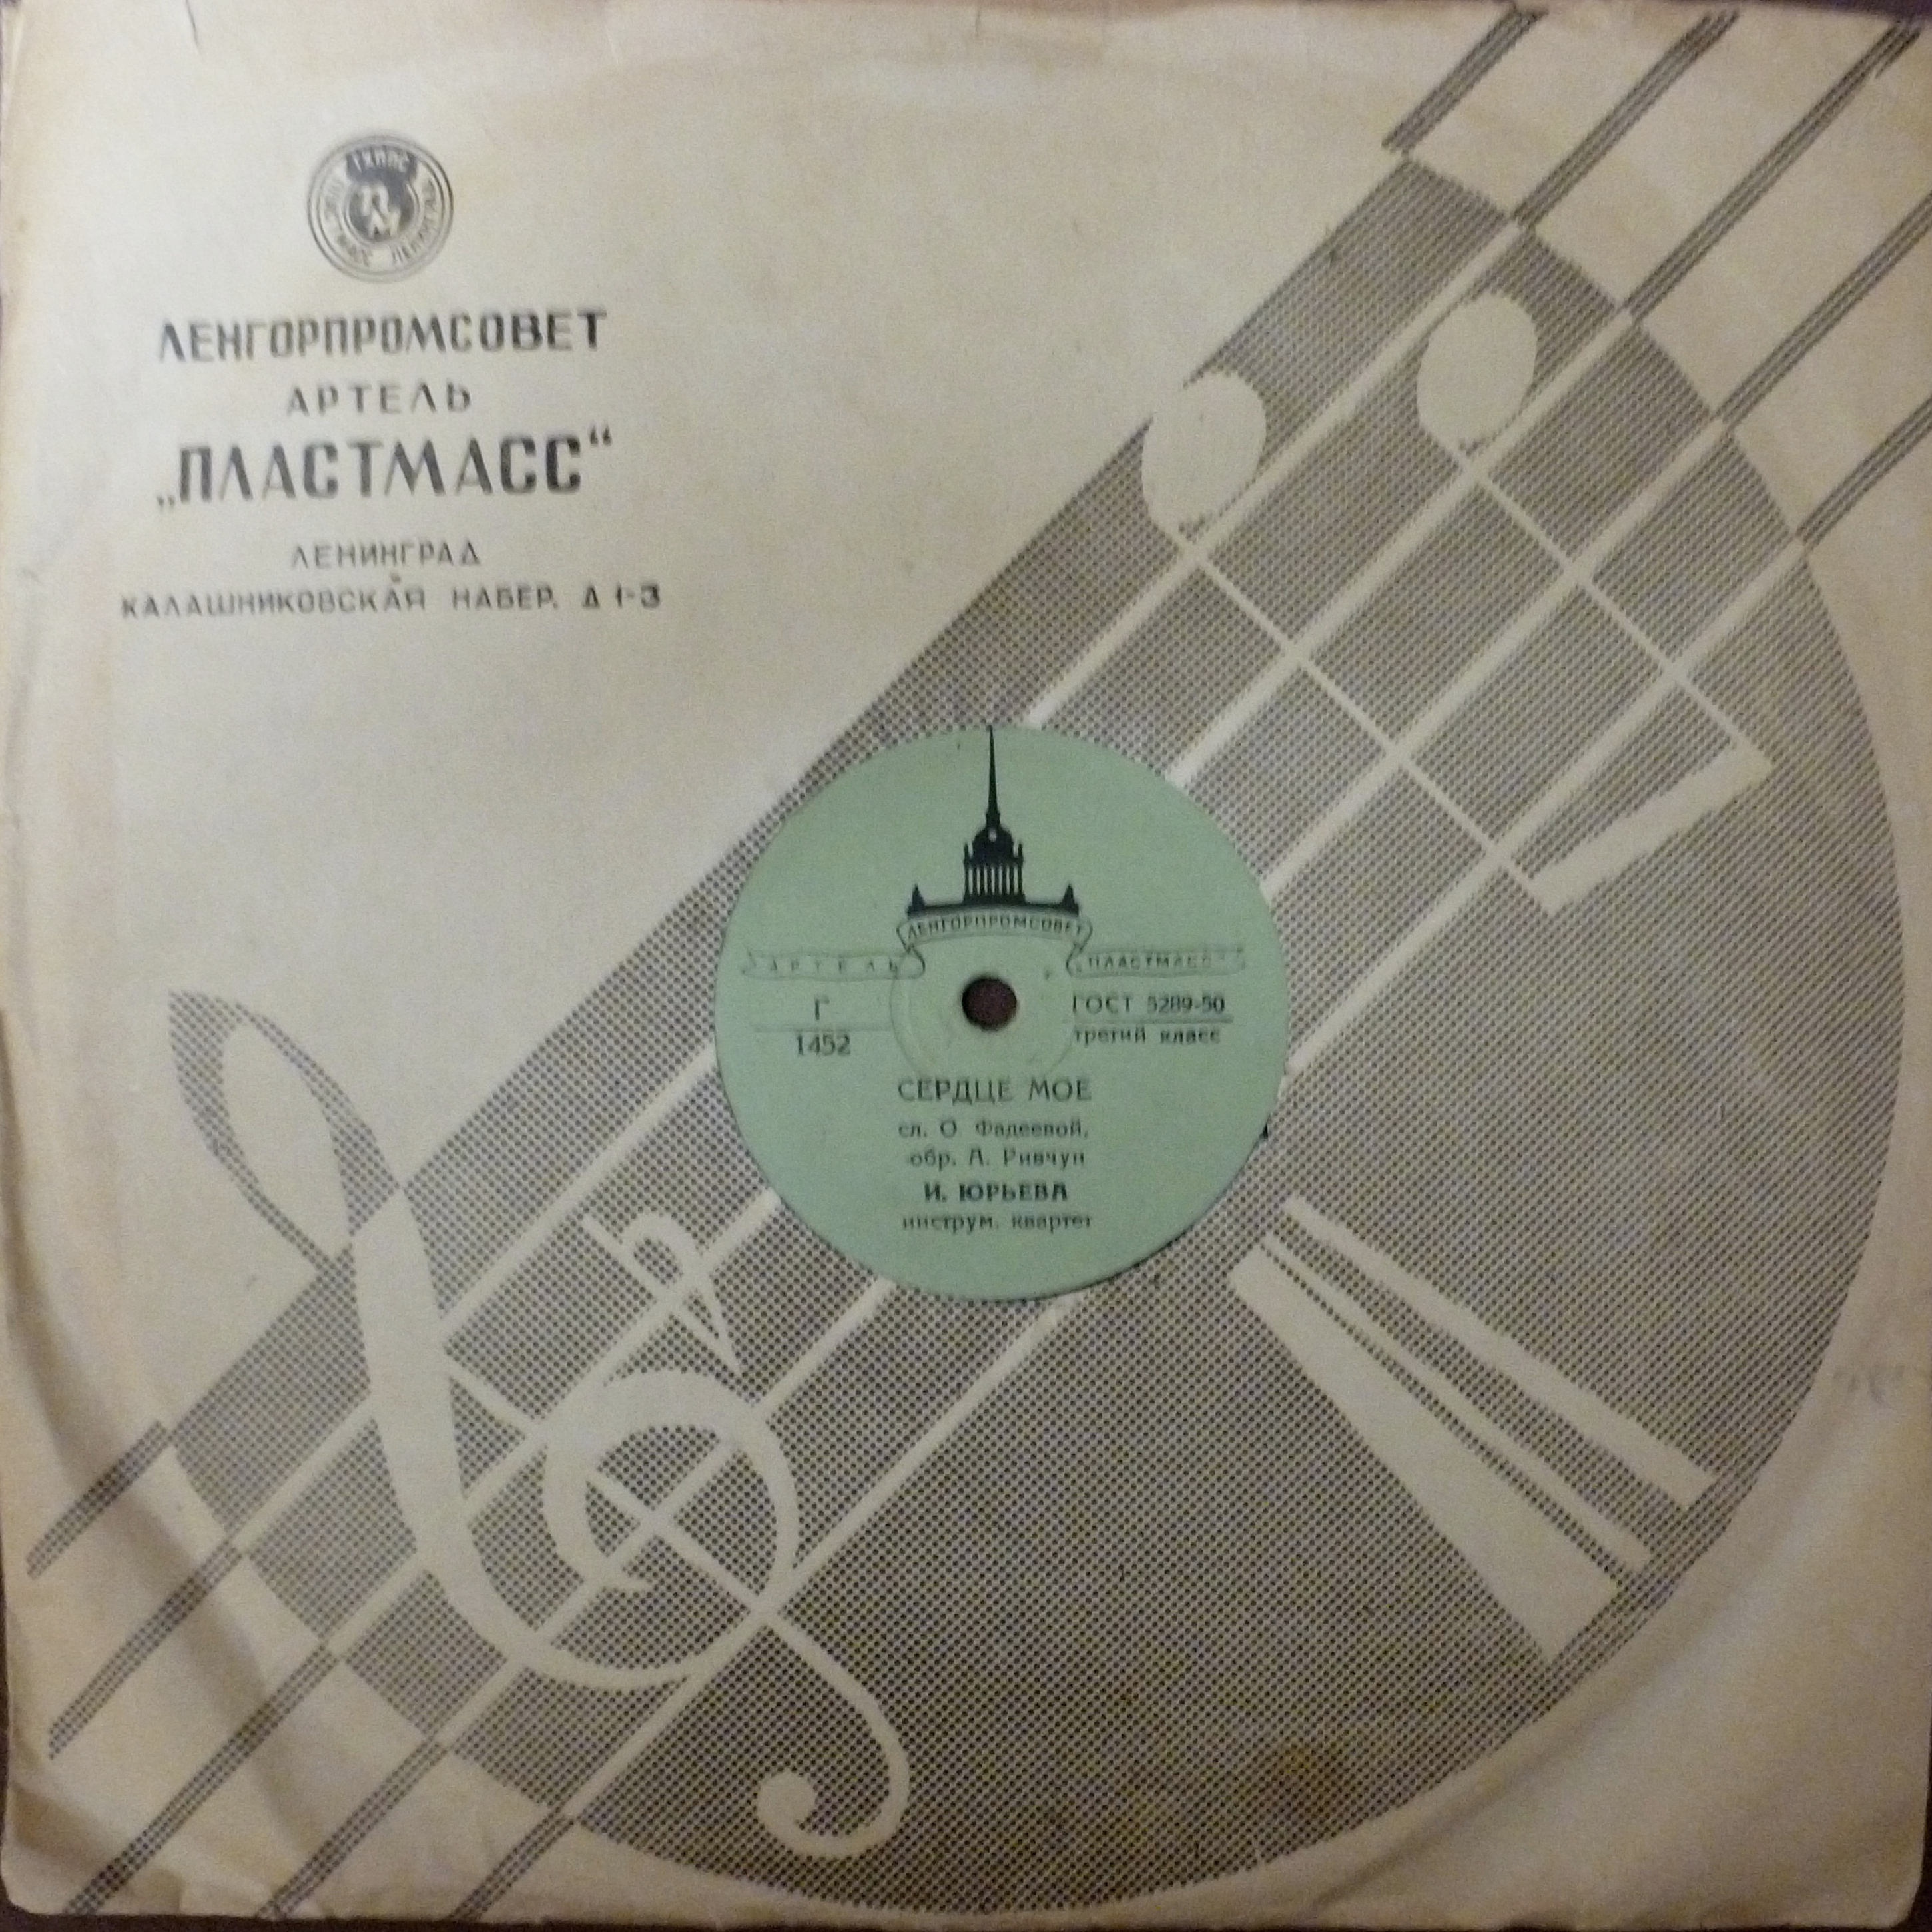 ЛЕНГОРПРОМСОВЕТ
АРТЕЛЬ
„ПЛАСТМАСС“
ЛЕНИНГРАД
КАЛАШНИКОВСКАЯ НАБЕР. Д 1-3
ЛЕНГОРПРОМСОВЕТ
АРТЕЛЬ „ПЛАСТМАСС“
Г
1452
ГОСТ 5289-50
третий класс
СЕРДЦЕ МОЕ
сл. О. Фадеевой,
обр. А. Ривчун
И. ЮРЬЕВА
инструм. квартет